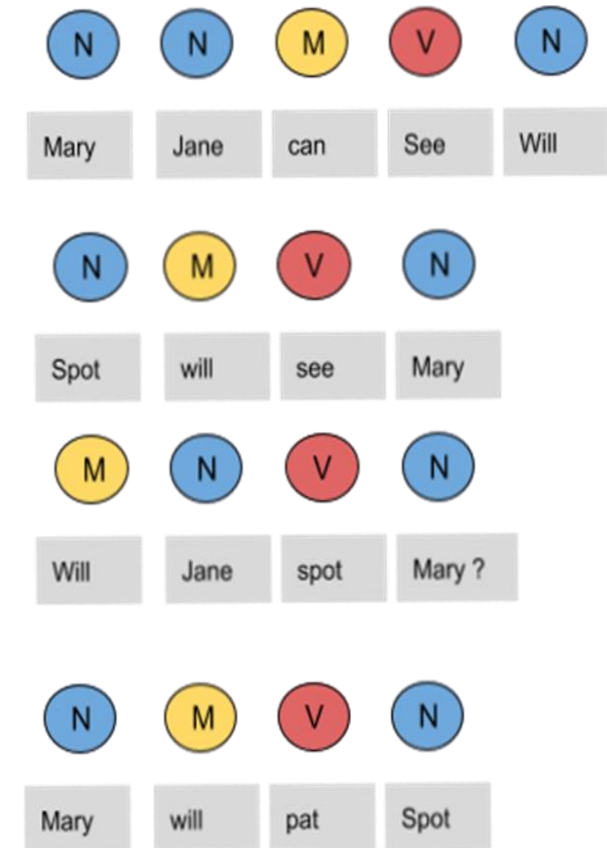 N N M V N
Mary Jane can See Will
N M V N
Spot will see Mary
M N V N
Will Jane spot Mary ?
N M V N
Mary will pat Spot